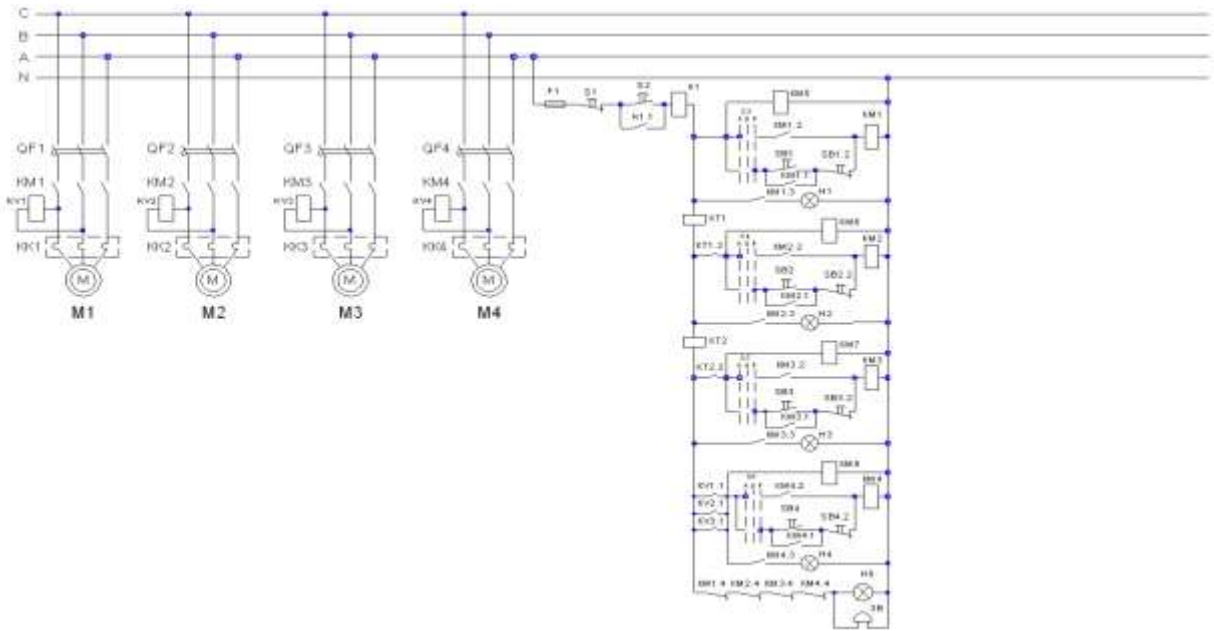 C
B
A
N
F1 S1 S2 K1
K1.1
QF1 QF2 QF3 QF4
KM1 KM2 KM3 KM4
KV1 KV2 KV3 KV4
KK1 KK2 KK3 KK4
M M M M
M1 M2 M3 M4
KM5
KM1.2 KM1
SB1 SB1.2
KM1.1
KM1.3 H1
KT1
KM6
KT1.2 KM2.2 KM2
SB2 SB2.2
KM2.1
KM2.3 H2
KT2
KM7
KT2.2 KM3.2 KM3
SB3 SB3.2
KM3.1
KM3.3 H3
KM8
KV1.1 KM4.2 KM4
KV2.1 SB4 SB4.2
KV3.1 KM4.1
KM4.3 H4
KM1.4 KM2.4 KM3.4 KM4.4 H5
ЗВ